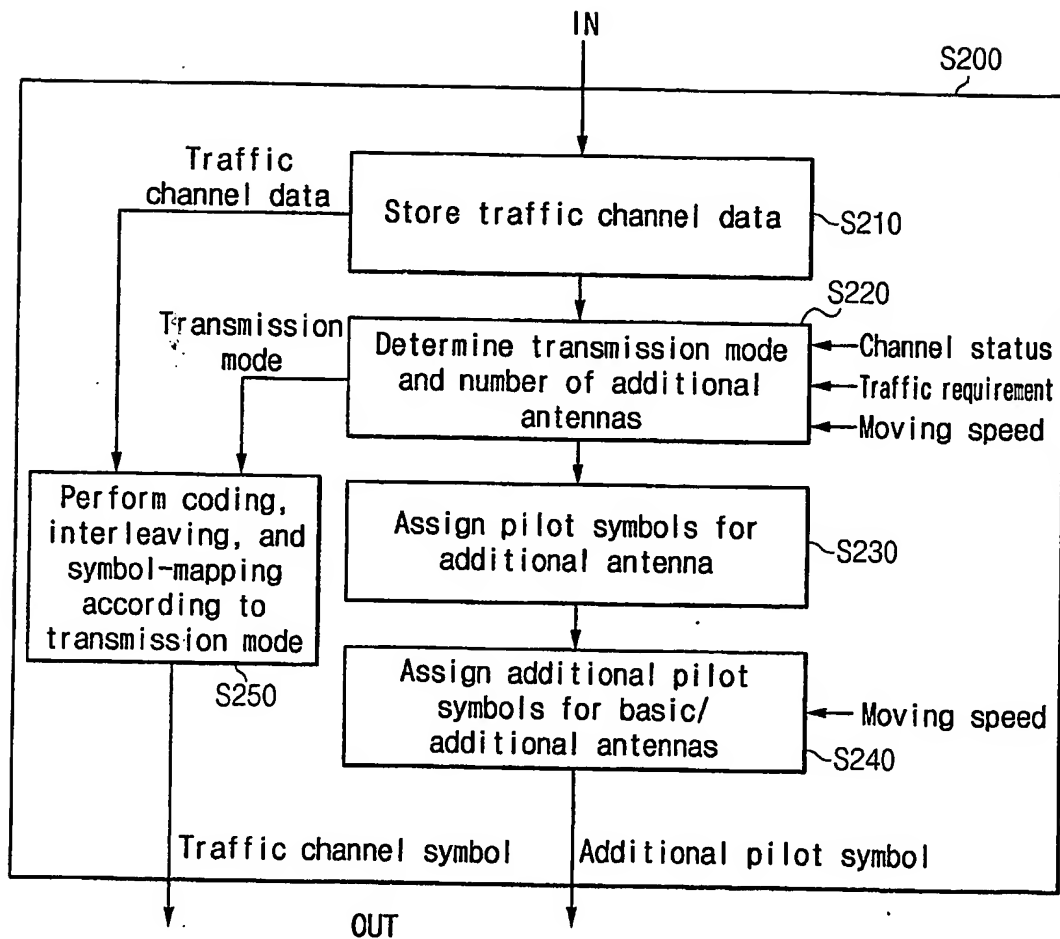 IN
S200
Traffic
channel data
Store traffic channel data
S210
S220
Transmission
mode
Determine transmission mode
and number of additional
antennas
Channel status
Traffic requirement
Moving speed
Perform coding,
interleaving, and
symbol-mapping
according to
transmission mode
S250
Assign pilot symbols for
additional antenna
S230
Assign additional pilot
symbols for basic/
additional antennas
Moving speed
S240
Traffic channel symbol
Additional pilot symbol
OUT